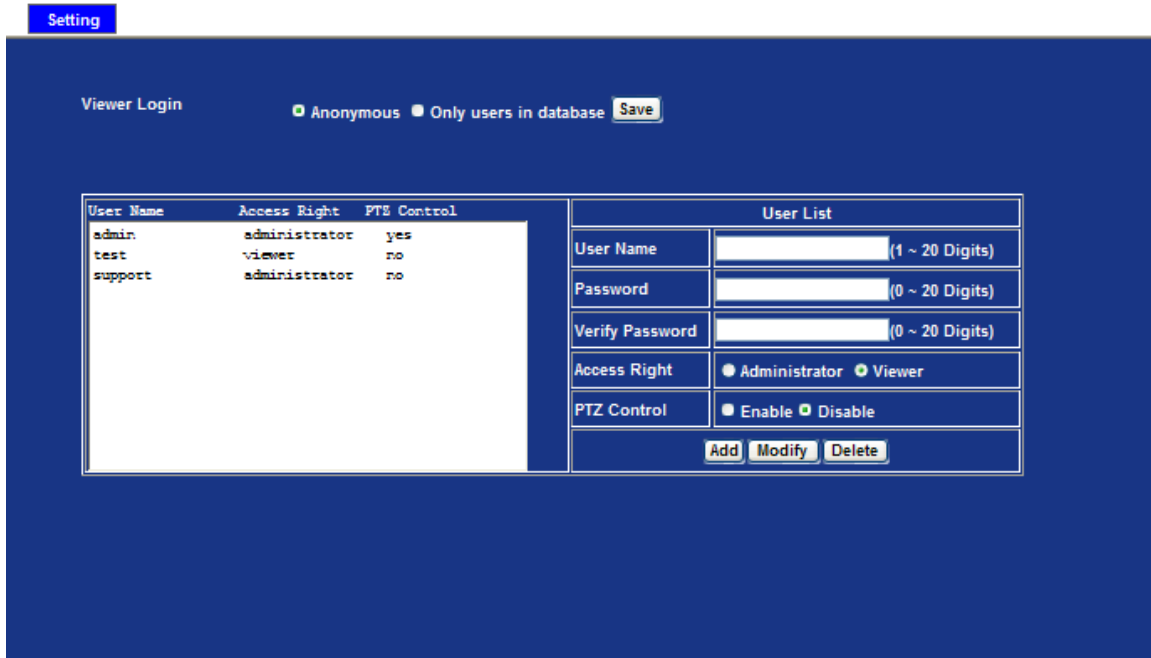 Setting
Viewer Login
Anonymous Only users in database Save
User Name Access Right PTZ Control
admin administrator yes
test viewer no
support administrator no
User List
User Name (1 ~ 20 Digits)
Password (0 ~ 20 Digits)
Verify Password (0 ~ 20 Digits)
Access Right Administrator Viewer
PTZ Control Enable Disable
Add Modify Delete